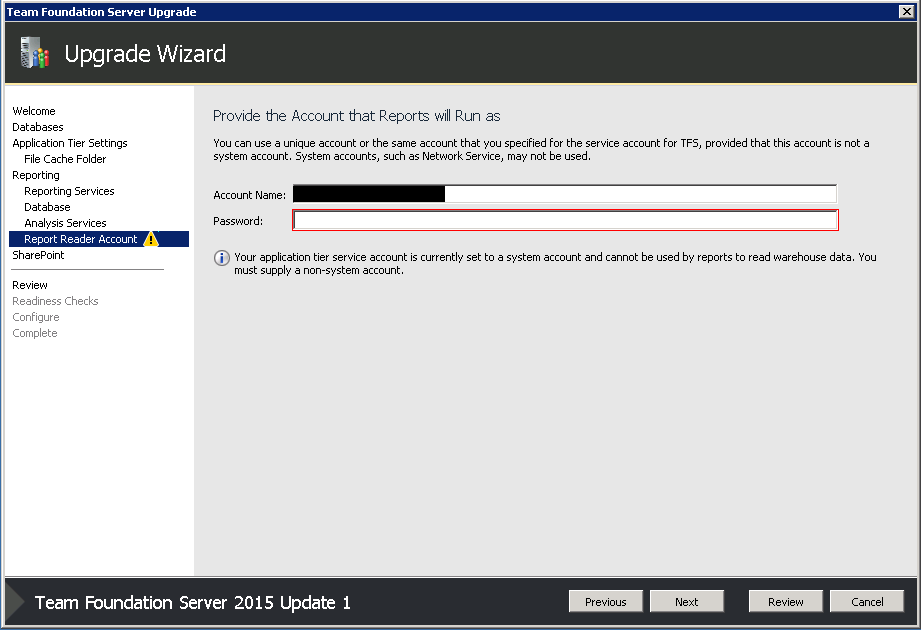 Team Foundation Server Upgrade
Upgrade Wizard
Welcome
Databases
Application Tier Settings
File Cache Folder
Reporting
Reporting Services
Database
Analysis Services
Report Reader Account
SharePoint
Review
Readiness Checks
Configure
Complete
Provide the Account that Reports will Run as
You can use a unique account or the same account that you specified for the service account for TFS, provided that this account is not a
system account. System accounts, such as Network Service, may not be used.
Account Name:
Password:
Your application tier service account is currently set to a system account and cannot be used by reports to read warehouse data. You
must supply a non-system account.
Team Foundation Server 2015 Update 1
Previous
Next
Review
Cancel